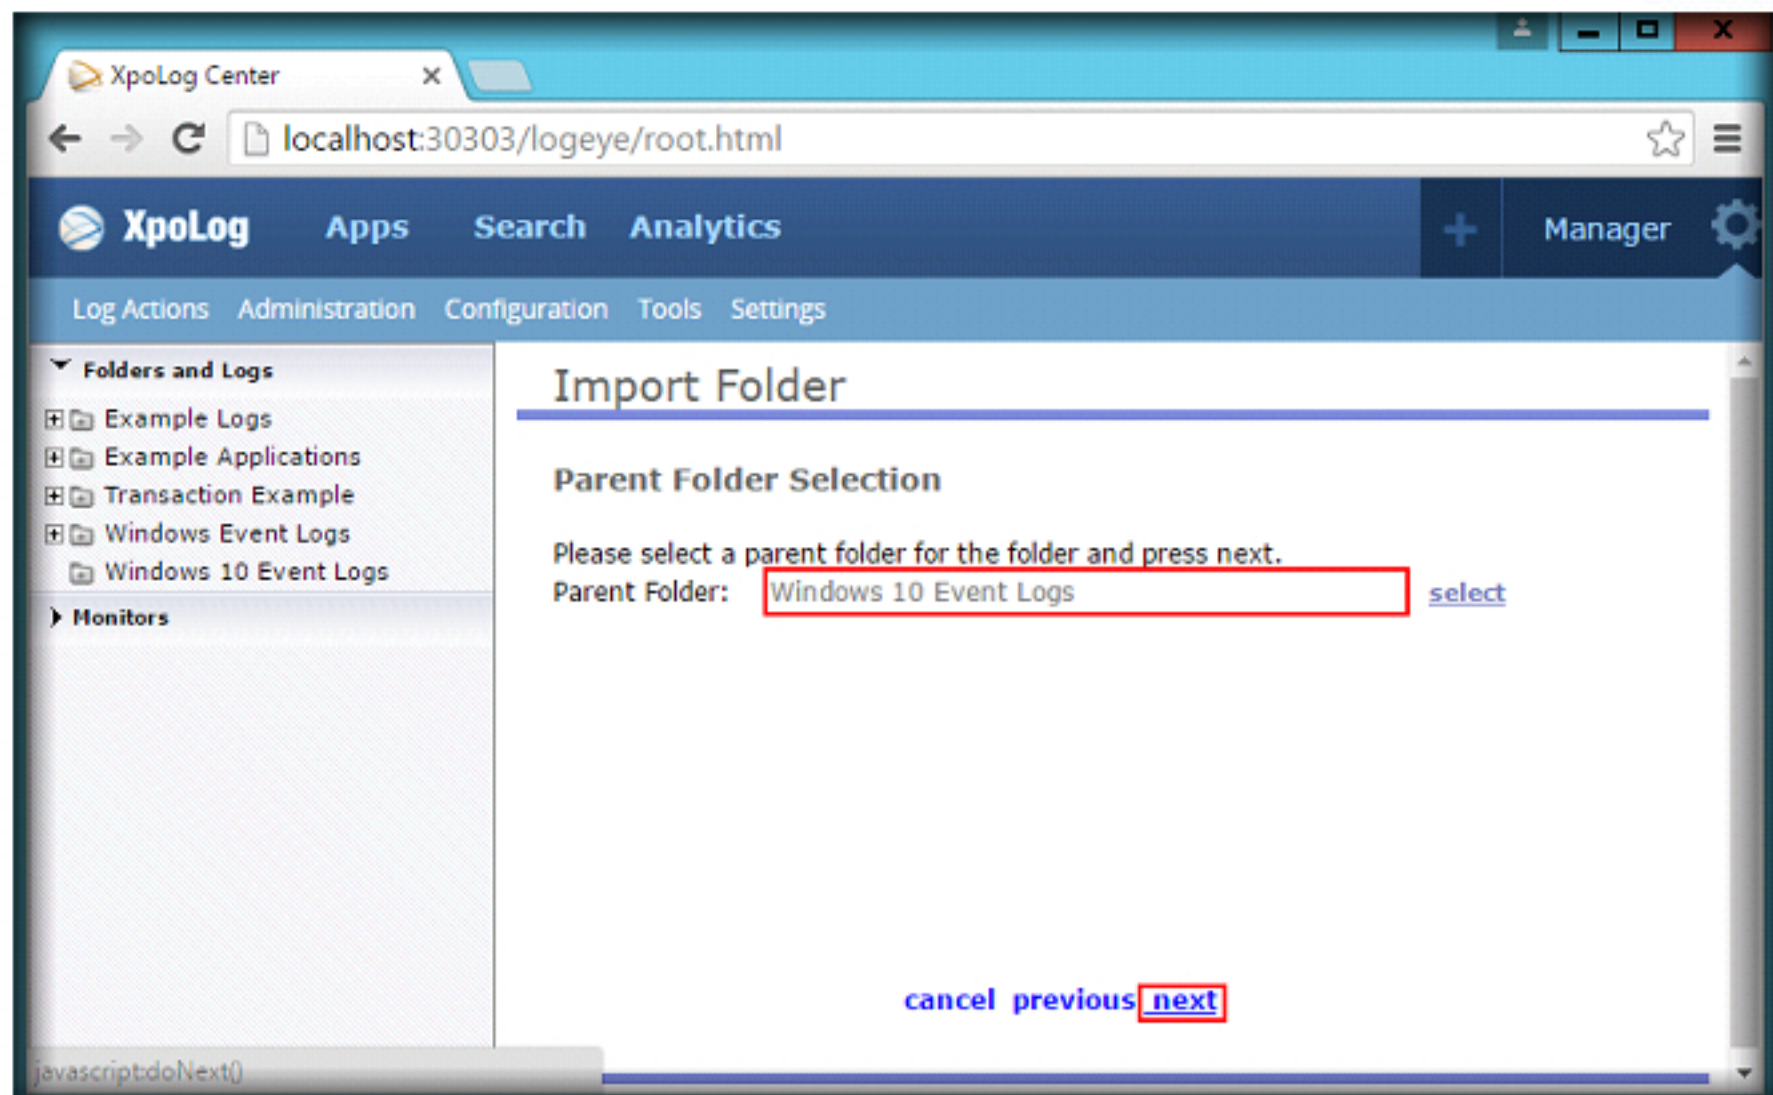 XpoLog Center
localhost:30303/logeye/root.html
XpoLog Apps Search Analytics + Manager
Log Actions Administration Configuration Tools Settings
Folders and Logs
Example Logs
Example Applications
Transaction Example
Windows Event Logs
Windows 10 Event Logs
Monitors
Import Folder
Parent Folder Selection
Please select a parent folder for the folder and press next.
Parent Folder: Windows 10 Event Logs select
cancel previous next
javascript:doNext()